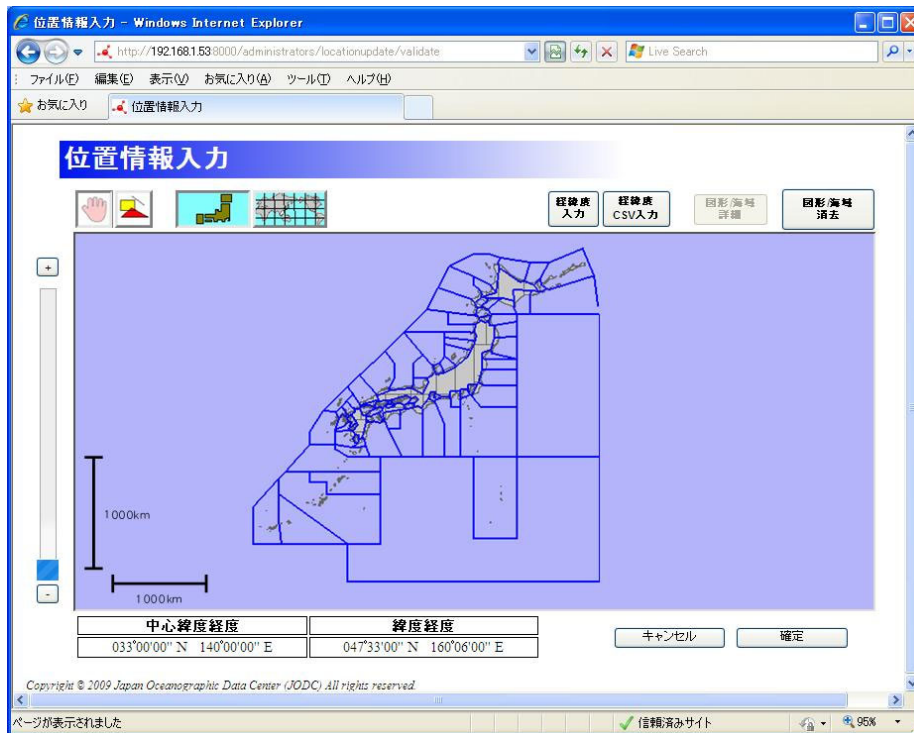 位置情報入力 - Windows Internet Explorer
http://192.168.1.53:8000/administrators/locationupdate/validate
Live Search
ファイル(F) 編集(E) 表示(V) お気に入り(A) ツール(T) ヘルプ(H)
お気に入り 位置情報入力
位置情報入力
経緯度
入力
経緯度
CSV入力
図形/海域
詳細
図形/海域
消去
+
1000km
-
1000km
中心緯度経度 緯度経度
033°00'00" N 140°00'00" E 047°33'00" N 160°06'00" E
キャンセル 確定
Copyright © 2009 Japan Oceanographic Data Center (JODC) All rights reserved.
ページが表示されました 信頼済みサイト 95%